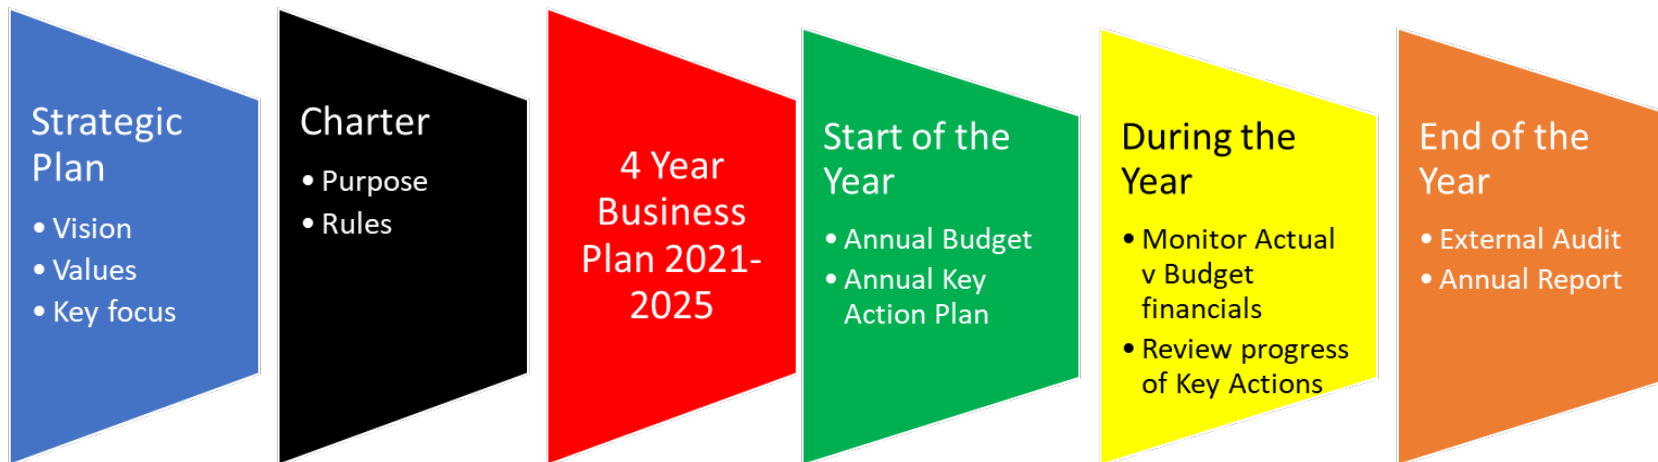 Strategic
Plan
• Vision
• Values
• Key focus
Charter
• Purpose
• Rules
4 Year
Business
Plan 2021-
2025
Start of the
Year
• Annual Budget
• Annual Key
Action Plan
During the
Year
• Monitor Actual
v Budget
financials
• Review progress
of Key Actions
End of the
Year
• External Audit
• Annual Report